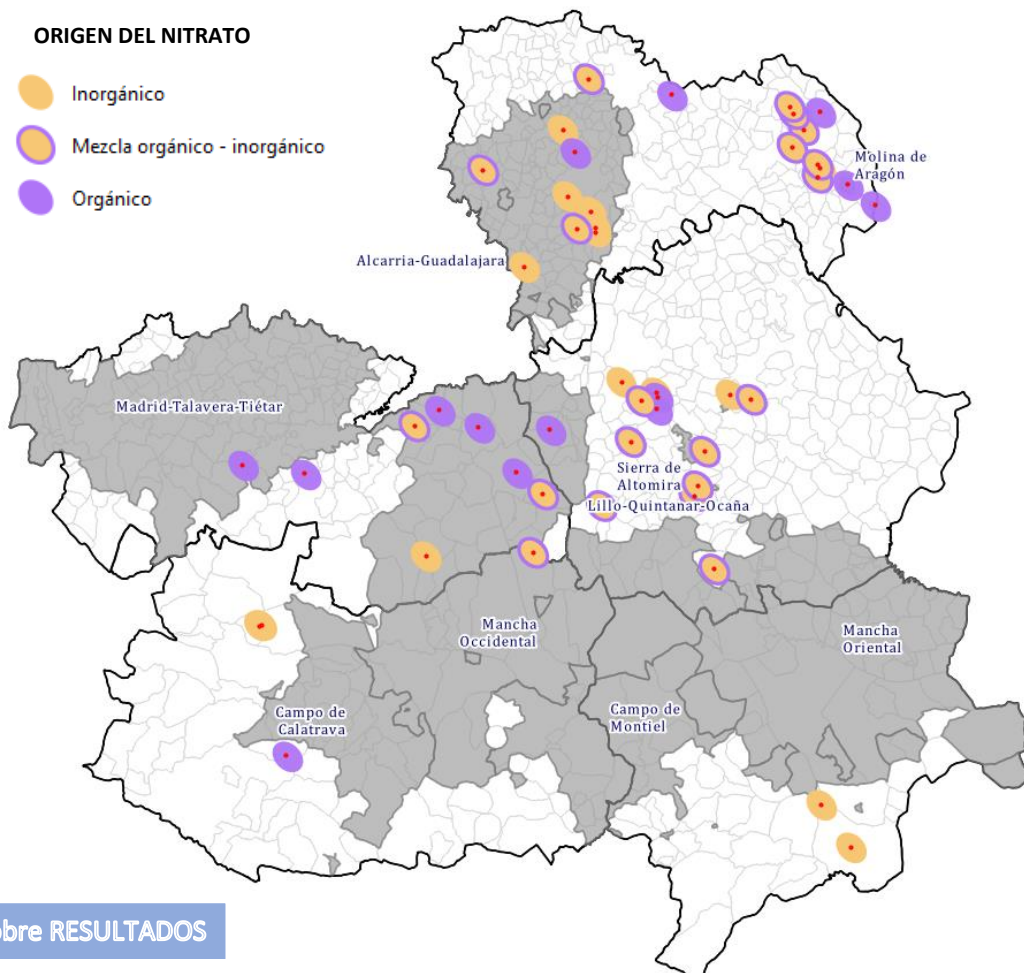 ORIGEN DEL NITRATO
Inorgánico
Mezcla orgánico - inorgánico
Orgánico
Molina de
Aragón
Alcarria-Guadalajara
Madrid-Talavera-Tiétar
Sierra de
Altomira
Lillo-Quintanar-Ocaña
Mancha
Occidental
Mancha
Oriental
Campo de
Calatrava
Campo de
Montiel
RESULTADOS